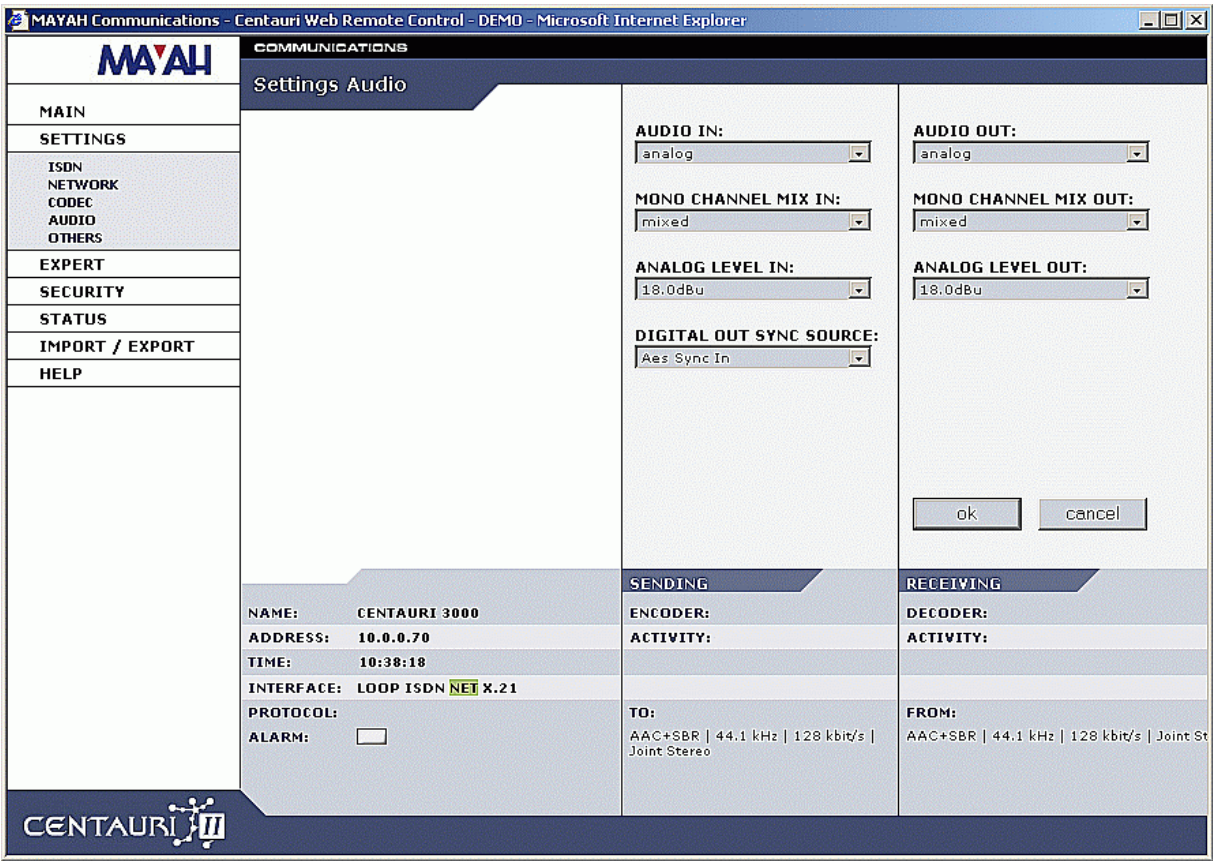 MAYAH Communications - Centauri Web Remote Control - DEMO - Microsoft Internet Explorer
MAYAH
COMMUNICATIONS
Settings Audio
MAIN
SETTINGS
ISDN
NETWORK
CODEC
AUDIO
OTHERS
EXPERT
SECURITY
STATUS
IMPORT / EXPORT
HELP
AUDIO IN:
analog
MONO CHANNEL MIX IN:
mixed
ANALOG LEVEL IN:
18.0dBu
DIGITAL OUT SYNC SOURCE:
Aes Sync In
AUDIO OUT:
analog
MONO CHANNEL MIX OUT:
mixed
ANALOG LEVEL OUT:
18.0dBu
ok cancel
NAME: CENTAURI 3000
ADDRESS: 10.0.0.70
TIME: 10:38:18
INTERFACE: LOOP ISDN NET X.21
PROTOCOL:
ALARM:
SENDING
ENCODER:
ACTIVITY:
TO:
AAC+SBR | 44.1 kHz | 128 kbit/s |
Joint Stereo
RECEIVING
DECODER:
ACTIVITY:
FROM:
AAC+SBR | 44.1 kHz | 128 kbit/s | Joint St
CENTAURI II